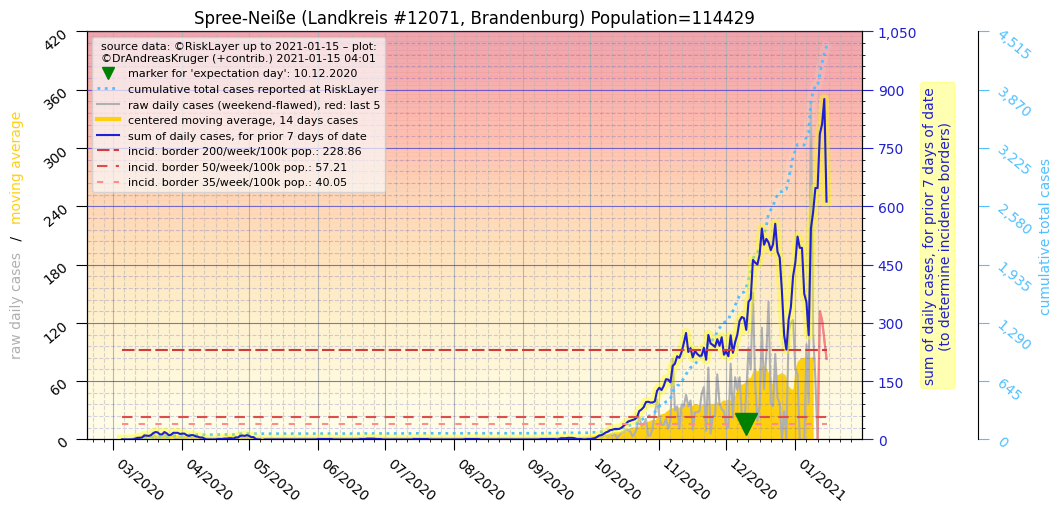 Spree-Neiße (Landkreis #12071, Brandenburg) Population=114429
source data: ©RiskLayer up to 2021-01-15 – plot:
©DrAndreasKruger (+contrib.) 2021-01-15 04:01
marker for 'expectation day': 10.12.2020
cumulative total cases reported at RiskLayer
raw daily cases (weekend-flawed), red: last 5
centered moving average, 14 days cases
sum of daily cases, for prior 7 days of date
incid. border 200/week/100k pop.: 228.86
incid. border 50/week/100k pop.: 57.21
incid. border 35/week/100k pop.: 40.05
raw daily cases / moving average
420
360
300
240
180
120
60
0
03/2020
04/2020
05/2020
06/2020
07/2020
08/2020
09/2020
10/2020
11/2020
12/2020
01/2021
1,050
900
750
600
450
300
150
0
sum of daily cases, for prior 7 days of date
(to determine incidence borders)
4,515
3,870
3,225
2,580
1,935
1,290
645
0
cumulative total cases